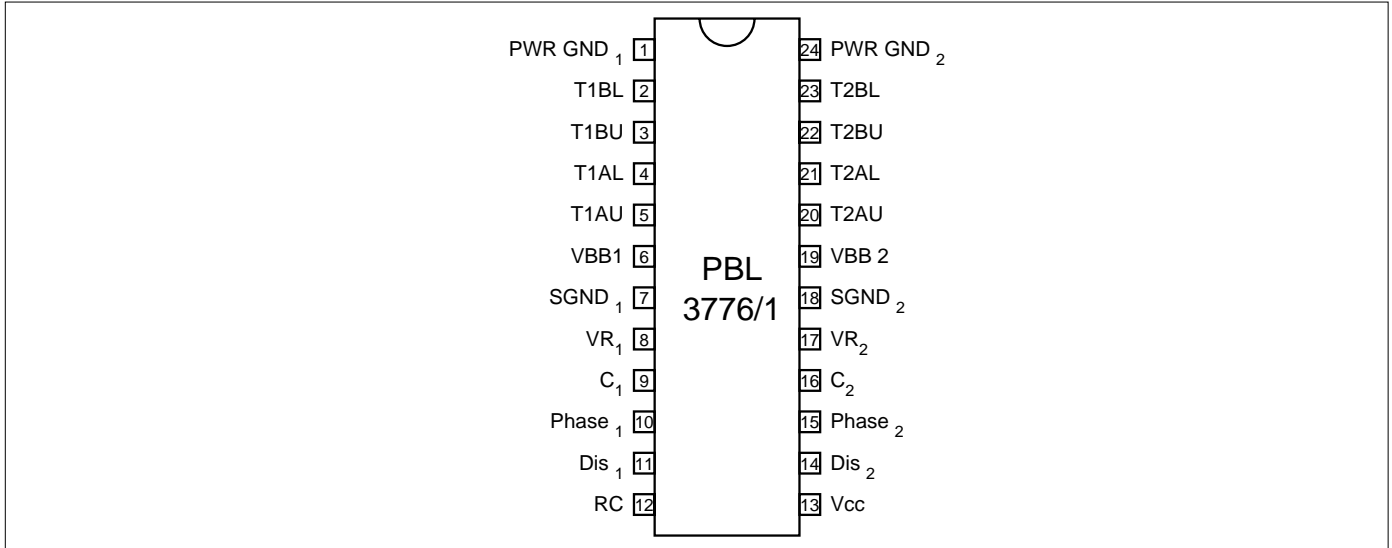 PWR GND 1 1 24 PWR GND 2
T1BL 2 23 T2BL
T1BU 3 22 T2BU
T1AL 4 21 T2AL
T1AU 5 20 T2AU
VBB1 6 19 VBB 2
SGND 1 7 18 SGND 2
VR1 8 17 VR2
C1 9 16 C2
Phase 1 10 15 Phase 2
Dis 1 11 14 Dis 2
RC 12 13 Vcc
PBL
3776/1